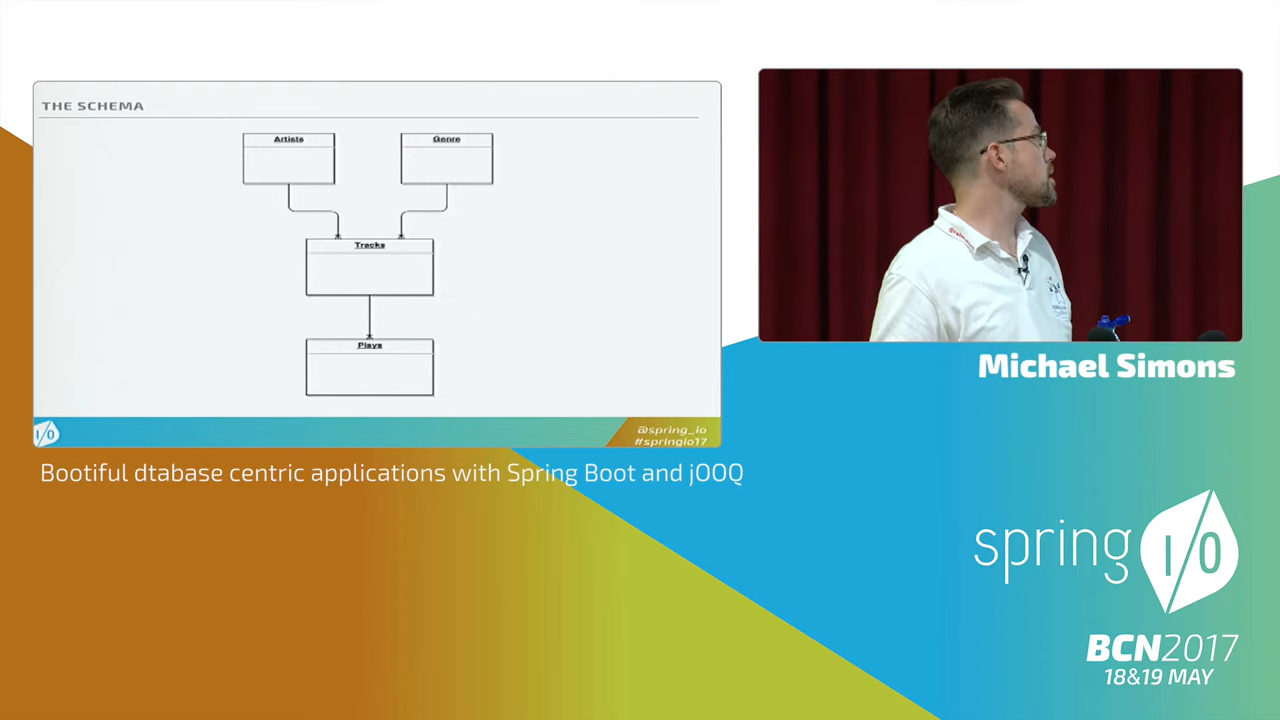 THE SCHEMA
Artists
Genre
Tracks
Plays
I/O
@spring_io
#springio17
Michael Simons
Bootiful dtabase centric applications with Spring Boot and jOOQ
spring I/O
BCN2017
18&19 MAY